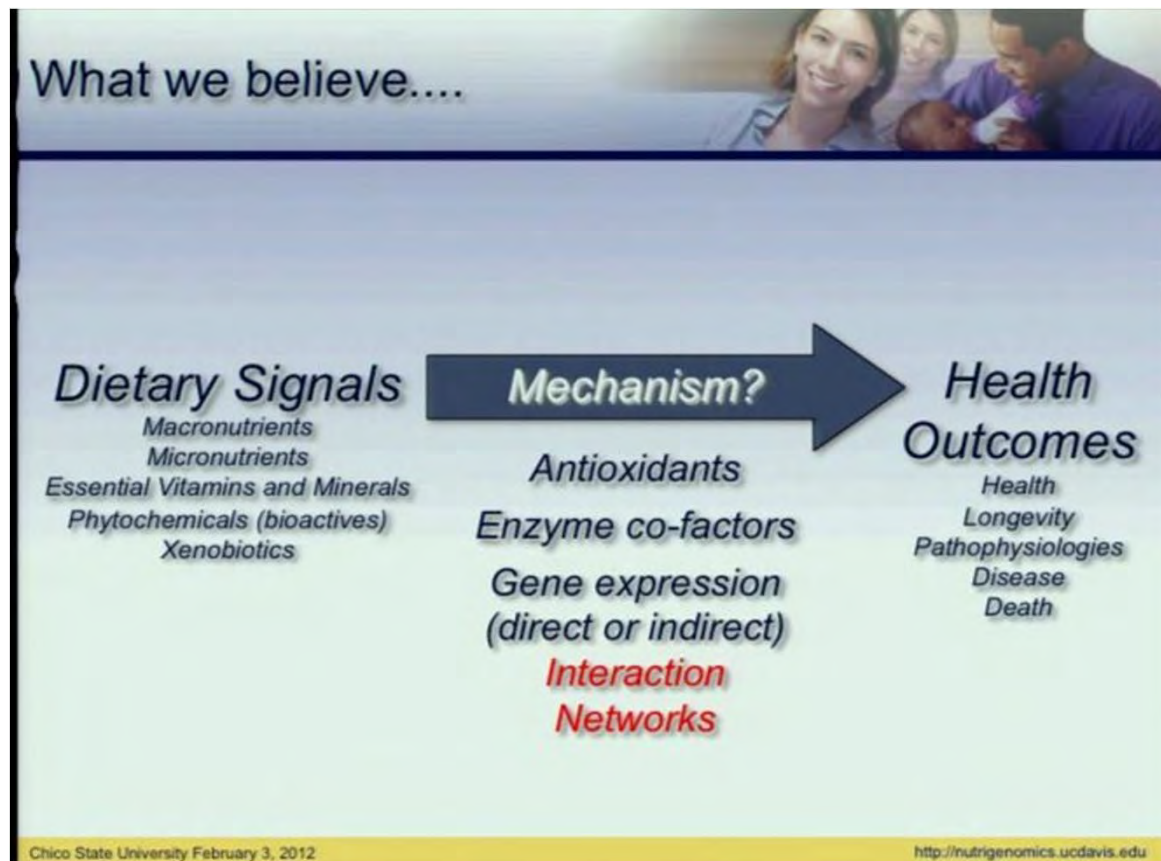 What we believe....
Dietary Signals
Macronutrients
Micronutrients
Essential Vitamins and Minerals
Phytochemicals (bioactives)
Xenobiotics
Mechanism?
Antioxidants
Enzyme co-factors
Gene expression
(direct or indirect)
Interaction
Networks
Health
Outcomes
Health
Longevity
Pathophysiologies
Disease
Death
Chico State University February 3, 2012
http://nutrigenomics.ucdavis.edu